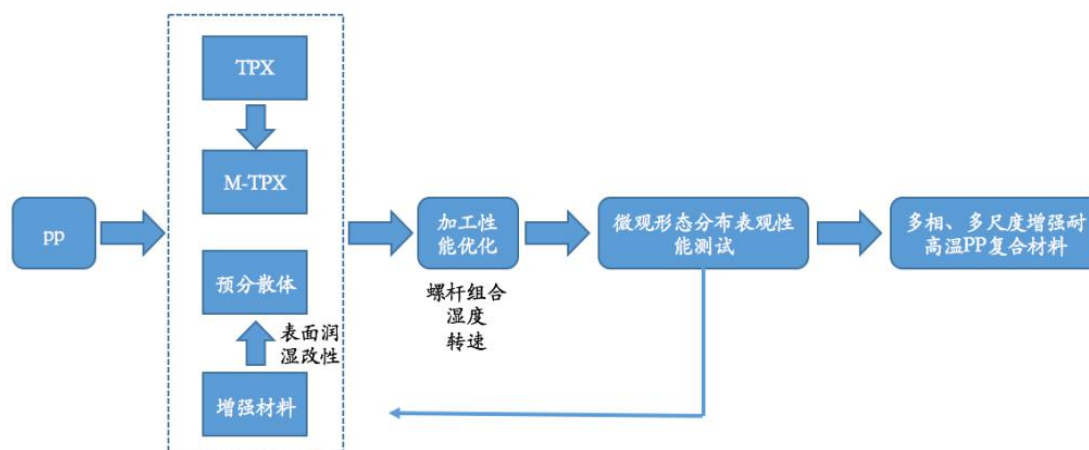 TPX
M-TPX
pp
预分散体
表面润
湿改性
增强材料
加工性
能优化
螺杆组合
湿度
转速
微观形态分布表观性
能测试
多相、多尺度增强耐
高温PP复合材料